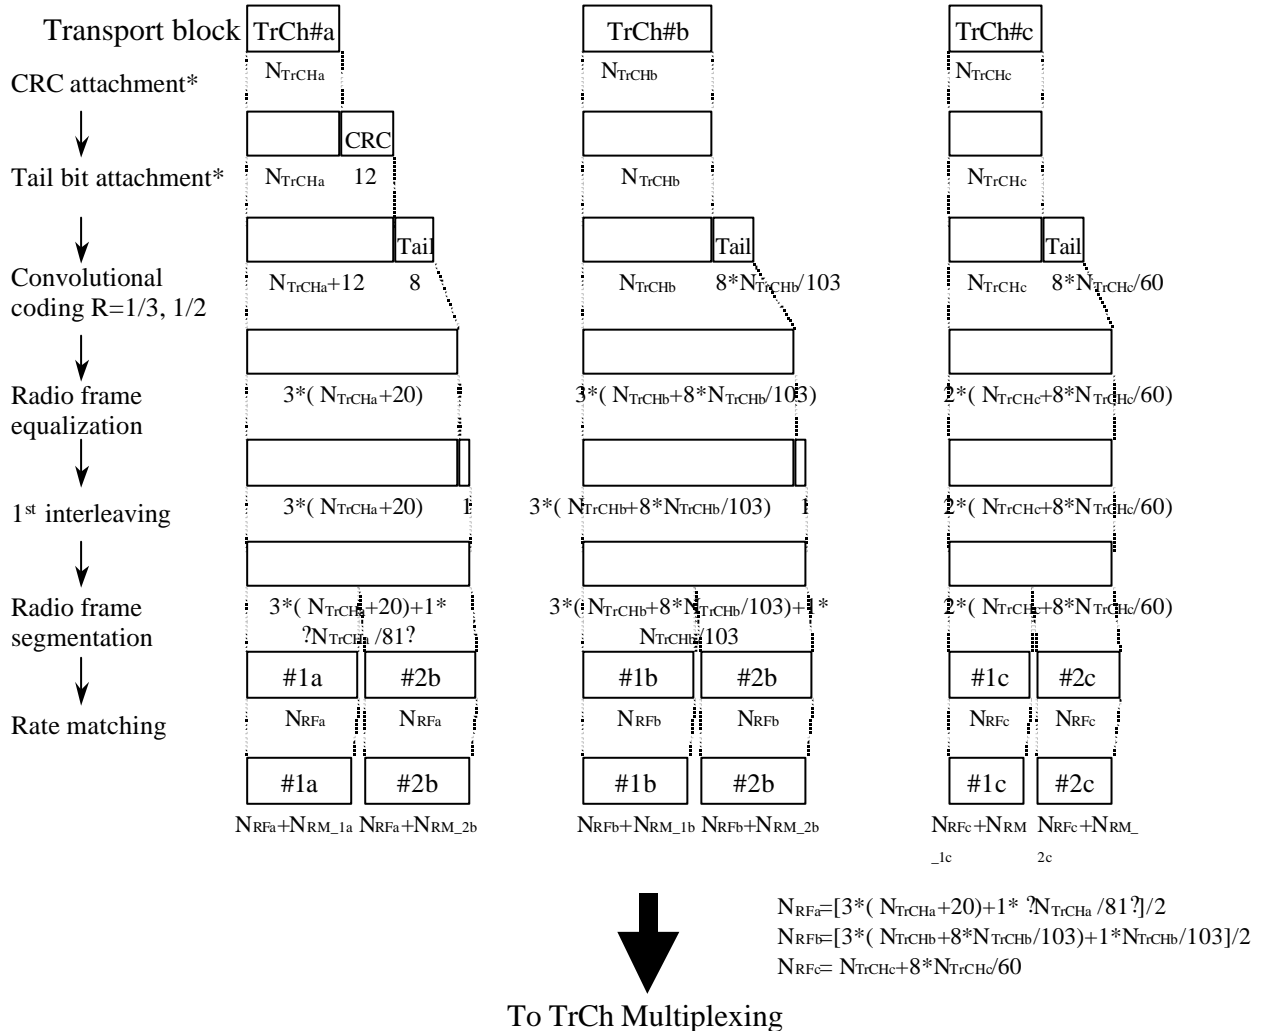 Transport block TrCh#a TrCh#b TrCh#c
CRC attachment* NTrCHa NTrCHb NTrCHc
CRC
Tail bit attachment* NTrCHa 12 NTrCHb NTrCHc
Tail Tail Tail
Convolutional coding R=1/3, 1/2 NTrCHa+12 8 NTrCHb 8*NTrCHb/103 NTrCHc 8*NTrCHc/60
Radio frame equalization 3*( NTrCHa+20) 3*( NTrCHb+8*NTrCHb/103) 2*( NTrCHc+8*NTrCHc/60)
1st interleaving 3*( NTrCHa+20) 1 3*( NTrCHb+8*NTrCHb/103) 1 2*( NTrCHc+8*NTrCHc/60)
Radio frame segmentation 3*( NTrCHa+20)+1* ?NTrCHa /81? 3*( NTrCHb+8*NTrCHb/103)+1* NTrCHb/103 2*( NTrCHc+8*NTrCHc/60)
#1a #2b #1b #2b #1c #2c
Rate matching NRFa NRFa NRFb NRFb NRFc NRFc
#1a #2b #1b #2b #1c #2c
NRFa+NRM_1a NRFa+NRM_2b NRFb+NRM_1b NRFb+NRM_2b NRFc+NRM_1c NRFc+NRM_2c
NRFa=[3*( NTrCHa+20)+1* ?NTrCHa /81?]/2
NRFb=[3*( NTrCHb+8*NTrCHb/103)+1*NTrCHb/103]/2
NRFc= NTrCHc+8*NTrCHc/60
To TrCh Multiplexing